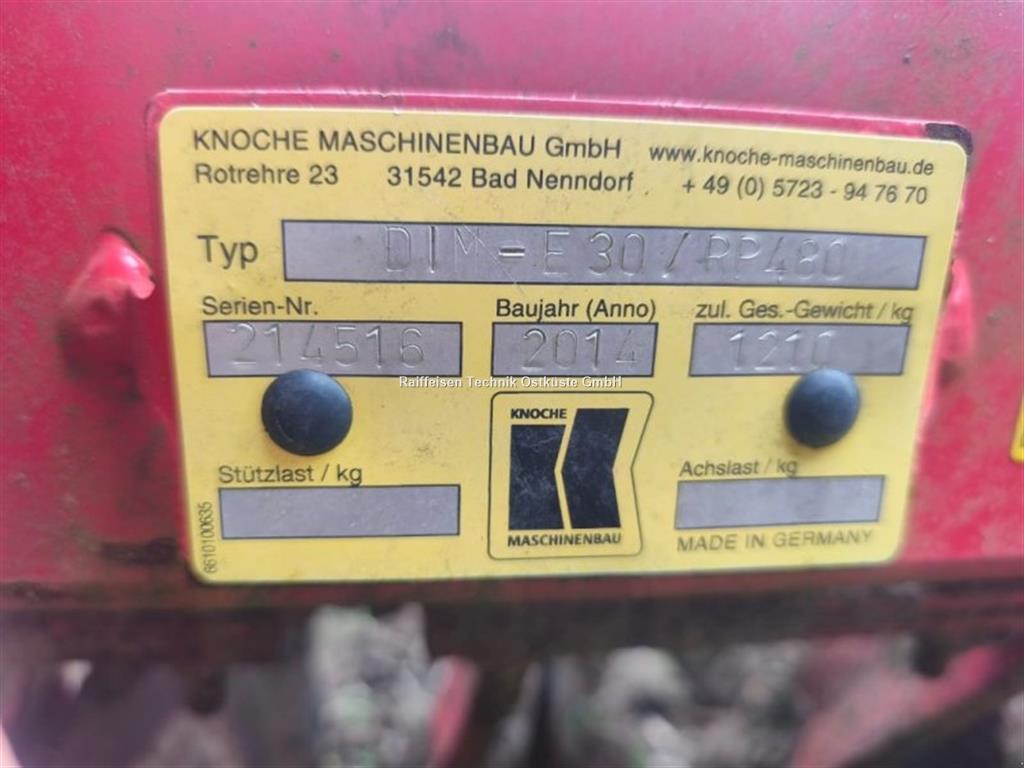 KNOCHE MASCHINENBAU GmbH www.knoche-maschinenbau.de
Rotrehre 23 31542 Bad Nenndorf + 49 (0) 5723 - 94 76 70
Typ DIM-E30/RP480
Serien-Nr. Baujahr (Anno) zul. Ges.-Gewicht / kg
214516 2014 1210
Raiffeisen Technik Ostküste GmbH
KNOCHE
Stützlast / kg Achslast / kg
MASCHINENBAU MADE IN GERMANY
6610100635